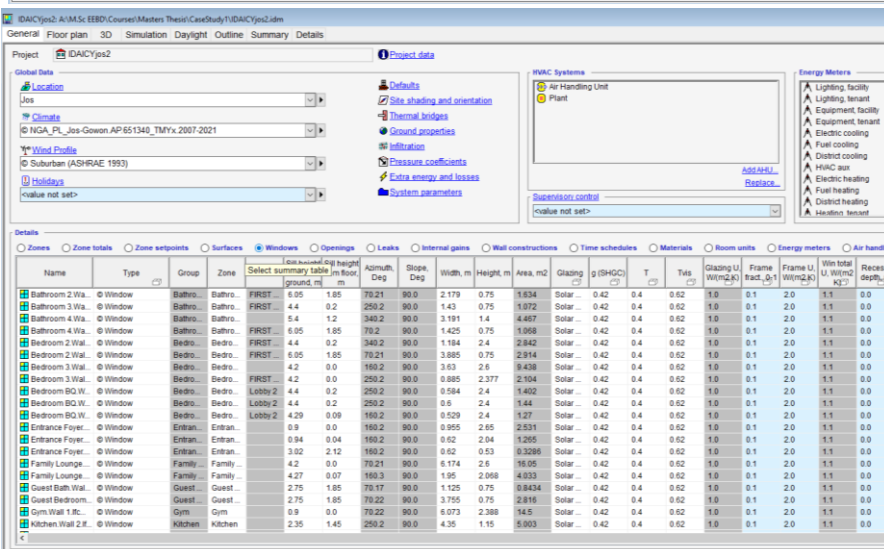 IDAICYjos2: A:\M.Sc EEBD\Courses\Masters Thesis\CaseStudy1\IDAICYjos2.idm
General Floor plan 3D Simulation Daylight Outline Summary Details
Project IDAICYjos2 Project data
Global Data
Location
Jos
Climate
© NGA_PL_Jos-Gowon.AP.651340_TMYx.2007-2021
Wind Profile
© Suburban (ASHRAE 1993)
Holidays
<value not set>
Defaults
Site shading and orientation
Thermal bridges
Ground properties
Infiltration
Pressure coefficients
Extra energy and losses
System parameters
HVAC Systems
Air Handling Unit
Plant
Add AHU...
Replace...
Supervisory control
<value not set>
Energy Meters
Lighting, facility
Lighting, tenant
Equipment, facility
Equipment, tenant
Electric cooling
Fuel cooling
District cooling
HVAC aux
Electric heating
Fuel heating
District heating
Heating, tenant
Details
Zones Zone totals Zone setpoints Surfaces Windows Openings Leaks Internal gains Wall constructions Time schedules Materials Room units Energy meters Air handl
Select summary table
Name Type Group Zone ground, m m floor, m Azimuth, Deg Slope, Deg Width, m Height, m Area, m2 Glazing g (SHGC) T Tvis Glazing U, W/(m2.K) Frame fract. 0-1 Frame U, W/(m2.K) Win total U, W/(m2 K) Recess depth,
Bathroom 2.Wa... © Window Bathro... Bathro... FIRST ... 6.05 1.85 70.21 90.0 2.179 0.75 1.634 Solar ... 0.42 0.4 0.62 1.0 0.1 2.0 1.1 0.0
Bathroom 3.Wa... © Window Bathro... Bathro... FIRST ... 4.4 0.2 250.2 90.0 1.43 0.75 1.072 Solar ... 0.42 0.4 0.62 1.0 0.1 2.0 1.1 0.0
Bathroom 4.Wa... © Window Bathro... Bathro... 5.4 1.2 340.2 90.0 3.191 1.4 4.467 Solar ... 0.42 0.4 0.62 1.0 0.1 2.0 1.1 0.0
Bathroom 4.Wa... © Window Bathro... Bathro... FIRST ... 6.05 1.85 70.2 90.0 1.425 0.75 1.068 Solar ... 0.42 0.4 0.62 1.0 0.1 2.0 1.1 0.0
Bedroom 2.Wal... © Window Bedro... Bedro... FIRST ... 4.4 0.2 340.2 90.0 1.184 2.4 2.842 Solar ... 0.42 0.4 0.62 1.0 0.1 2.0 1.1 0.0
Bedroom 2.Wal... © Window Bedro... Bedro... FIRST ... 6.05 1.85 70.21 90.0 3.885 0.75 2.914 Solar ... 0.42 0.4 0.62 1.0 0.1 2.0 1.1 0.0
Bedroom 3.Wal... © Window Bedro... Bedro... 4.2 0.0 160.2 90.0 3.63 2.6 9.438 Solar ... 0.42 0.4 0.62 1.0 0.1 2.0 1.1 0.0
Bedroom 3.Wal... © Window Bedro... Bedro... FIRST ... 4.2 0.0 250.2 90.0 0.885 2.377 2.104 Solar ... 0.42 0.4 0.62 1.0 0.1 2.0 1.1 0.0
Bedroom BQ.W... © Window Bedro... Bedro... Lobby 2 4.4 0.2 250.2 90.0 0.584 2.4 1.402 Solar ... 0.42 0.4 0.62 1.0 0.1 2.0 1.1 0.0
Bedroom BQ.W... © Window Bedro... Bedro... Lobby 2 4.4 0.2 250.2 90.0 0.6 2.4 1.44 Solar ... 0.42 0.4 0.62 1.0 0.1 2.0 1.1 0.0
Bedroom BQ.W... © Window Bedro... Bedro... Lobby 2 4.29 0.09 160.2 90.0 0.529 2.4 1.27 Solar ... 0.42 0.4 0.62 1.0 0.1 2.0 1.1 0.0
Entrance Foyer.... © Window Entran... Entran... 0.9 0.0 160.2 90.0 0.955 2.65 2.531 Solar ... 0.42 0.4 0.62 1.0 0.1 2.0 1.1 0.0
Entrance Foyer.... © Window Entran... Entran... 0.94 0.04 160.2 90.0 0.62 2.04 1.265 Solar ... 0.42 0.4 0.62 1.0 0.1 2.0 1.1 0.0
Entrance Foyer.... © Window Entran... Entran... 3.02 2.12 160.2 90.0 0.62 0.53 0.3286 Solar ... 0.42 0.4 0.62 1.0 0.1 2.0 1.1 0.0
Family Lounge.... © Window Family ... Family ... 4.2 0.0 70.21 90.0 6.174 2.6 16.05 Solar ... 0.42 0.4 0.62 1.0 0.1 2.0 1.1 0.0
Family Lounge.... © Window Family ... Family ... 4.27 0.07 160.3 90.0 1.95 2.068 4.033 Solar ... 0.42 0.4 0.62 1.0 0.1 2.0 1.1 0.0
Guest Bath.Wal... © Window Guest ... Guest ... 2.75 1.85 70.17 90.0 1.125 0.75 0.8434 Solar ... 0.42 0.4 0.62 1.0 0.1 2.0 1.1 0.0
Guest Bedroom... © Window Guest ... Guest ... 2.75 1.85 70.22 90.0 3.755 0.75 2.816 Solar ... 0.42 0.4 0.62 1.0 0.1 2.0 1.1 0.0
Gym.Wall 1.Ifc... © Window Gym Gym 0.9 0.0 70.22 90.0 6.073 2.388 14.5 Solar ... 0.42 0.4 0.62 1.0 0.1 2.0 1.1 0.0
Kitchen.Wall 2.If... © Window Kitchen Kitchen 2.35 1.45 250.2 90.0 4.35 1.15 5.003 Solar ... 0.42 0.4 0.62 1.0 0.1 2.0 1.1 0.0